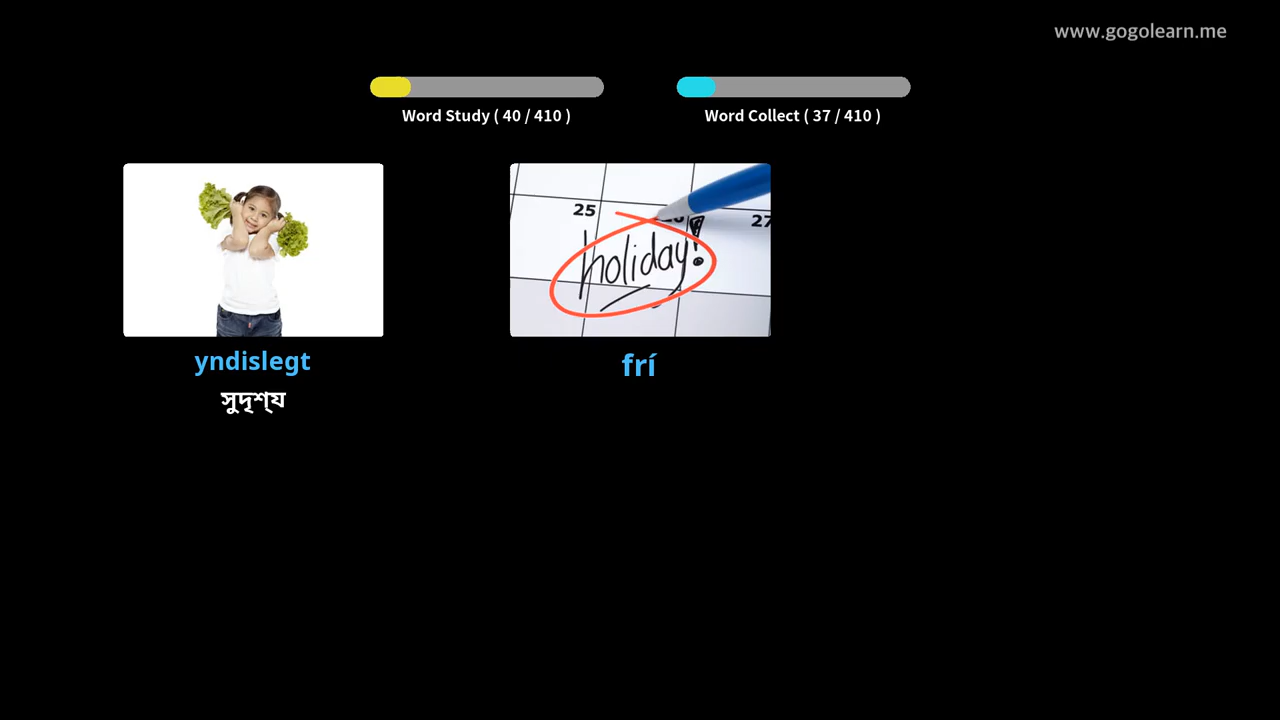 www.gogolearn.me
Word Study ( 40 / 410 )
Word Collect ( 37 / 410 )
25
27
holiday!
yndislegt
frí
সুদৃশ্য